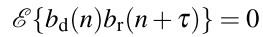 ℰ{b_d(n)b_r(n + τ)} = 0